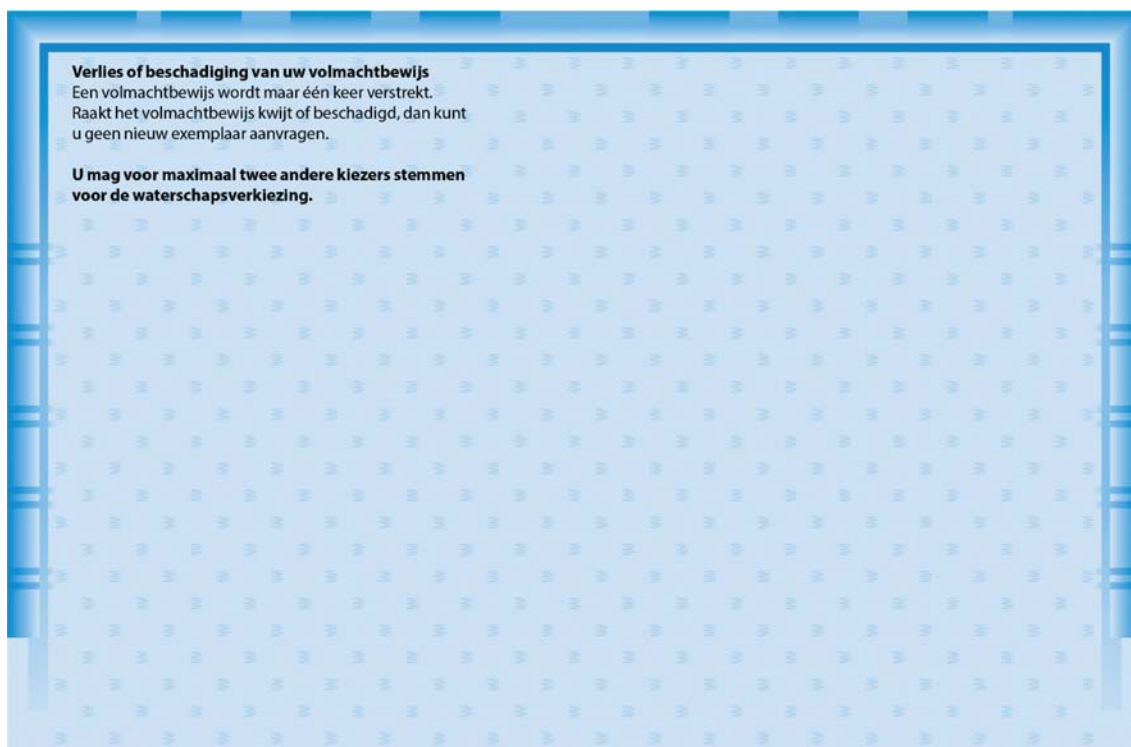 Verlies of beschadiging van uw volmachtbewijs
Een volmachtbewijs wordt maar één keer verstrekt.
Raakt het volmachtbewijs kwijt of beschadigd, dan kunt
u geen nieuw exemplaar aanvragen.
U mag voor maximaal twee andere kiezers stemmen
voor de waterschapsverkiezing.